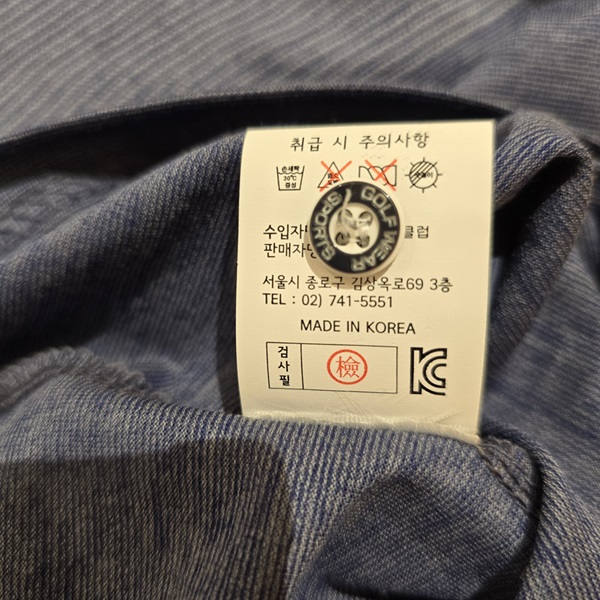 취급 시 주의사항
손세탁
30℃
중성
GOLF WEAR
수입자 클럽
판매자명
서울시 종로구 김상옥로69 3층
TEL : 02) 741-5551
MADE IN KOREA
검사필
檢
KC